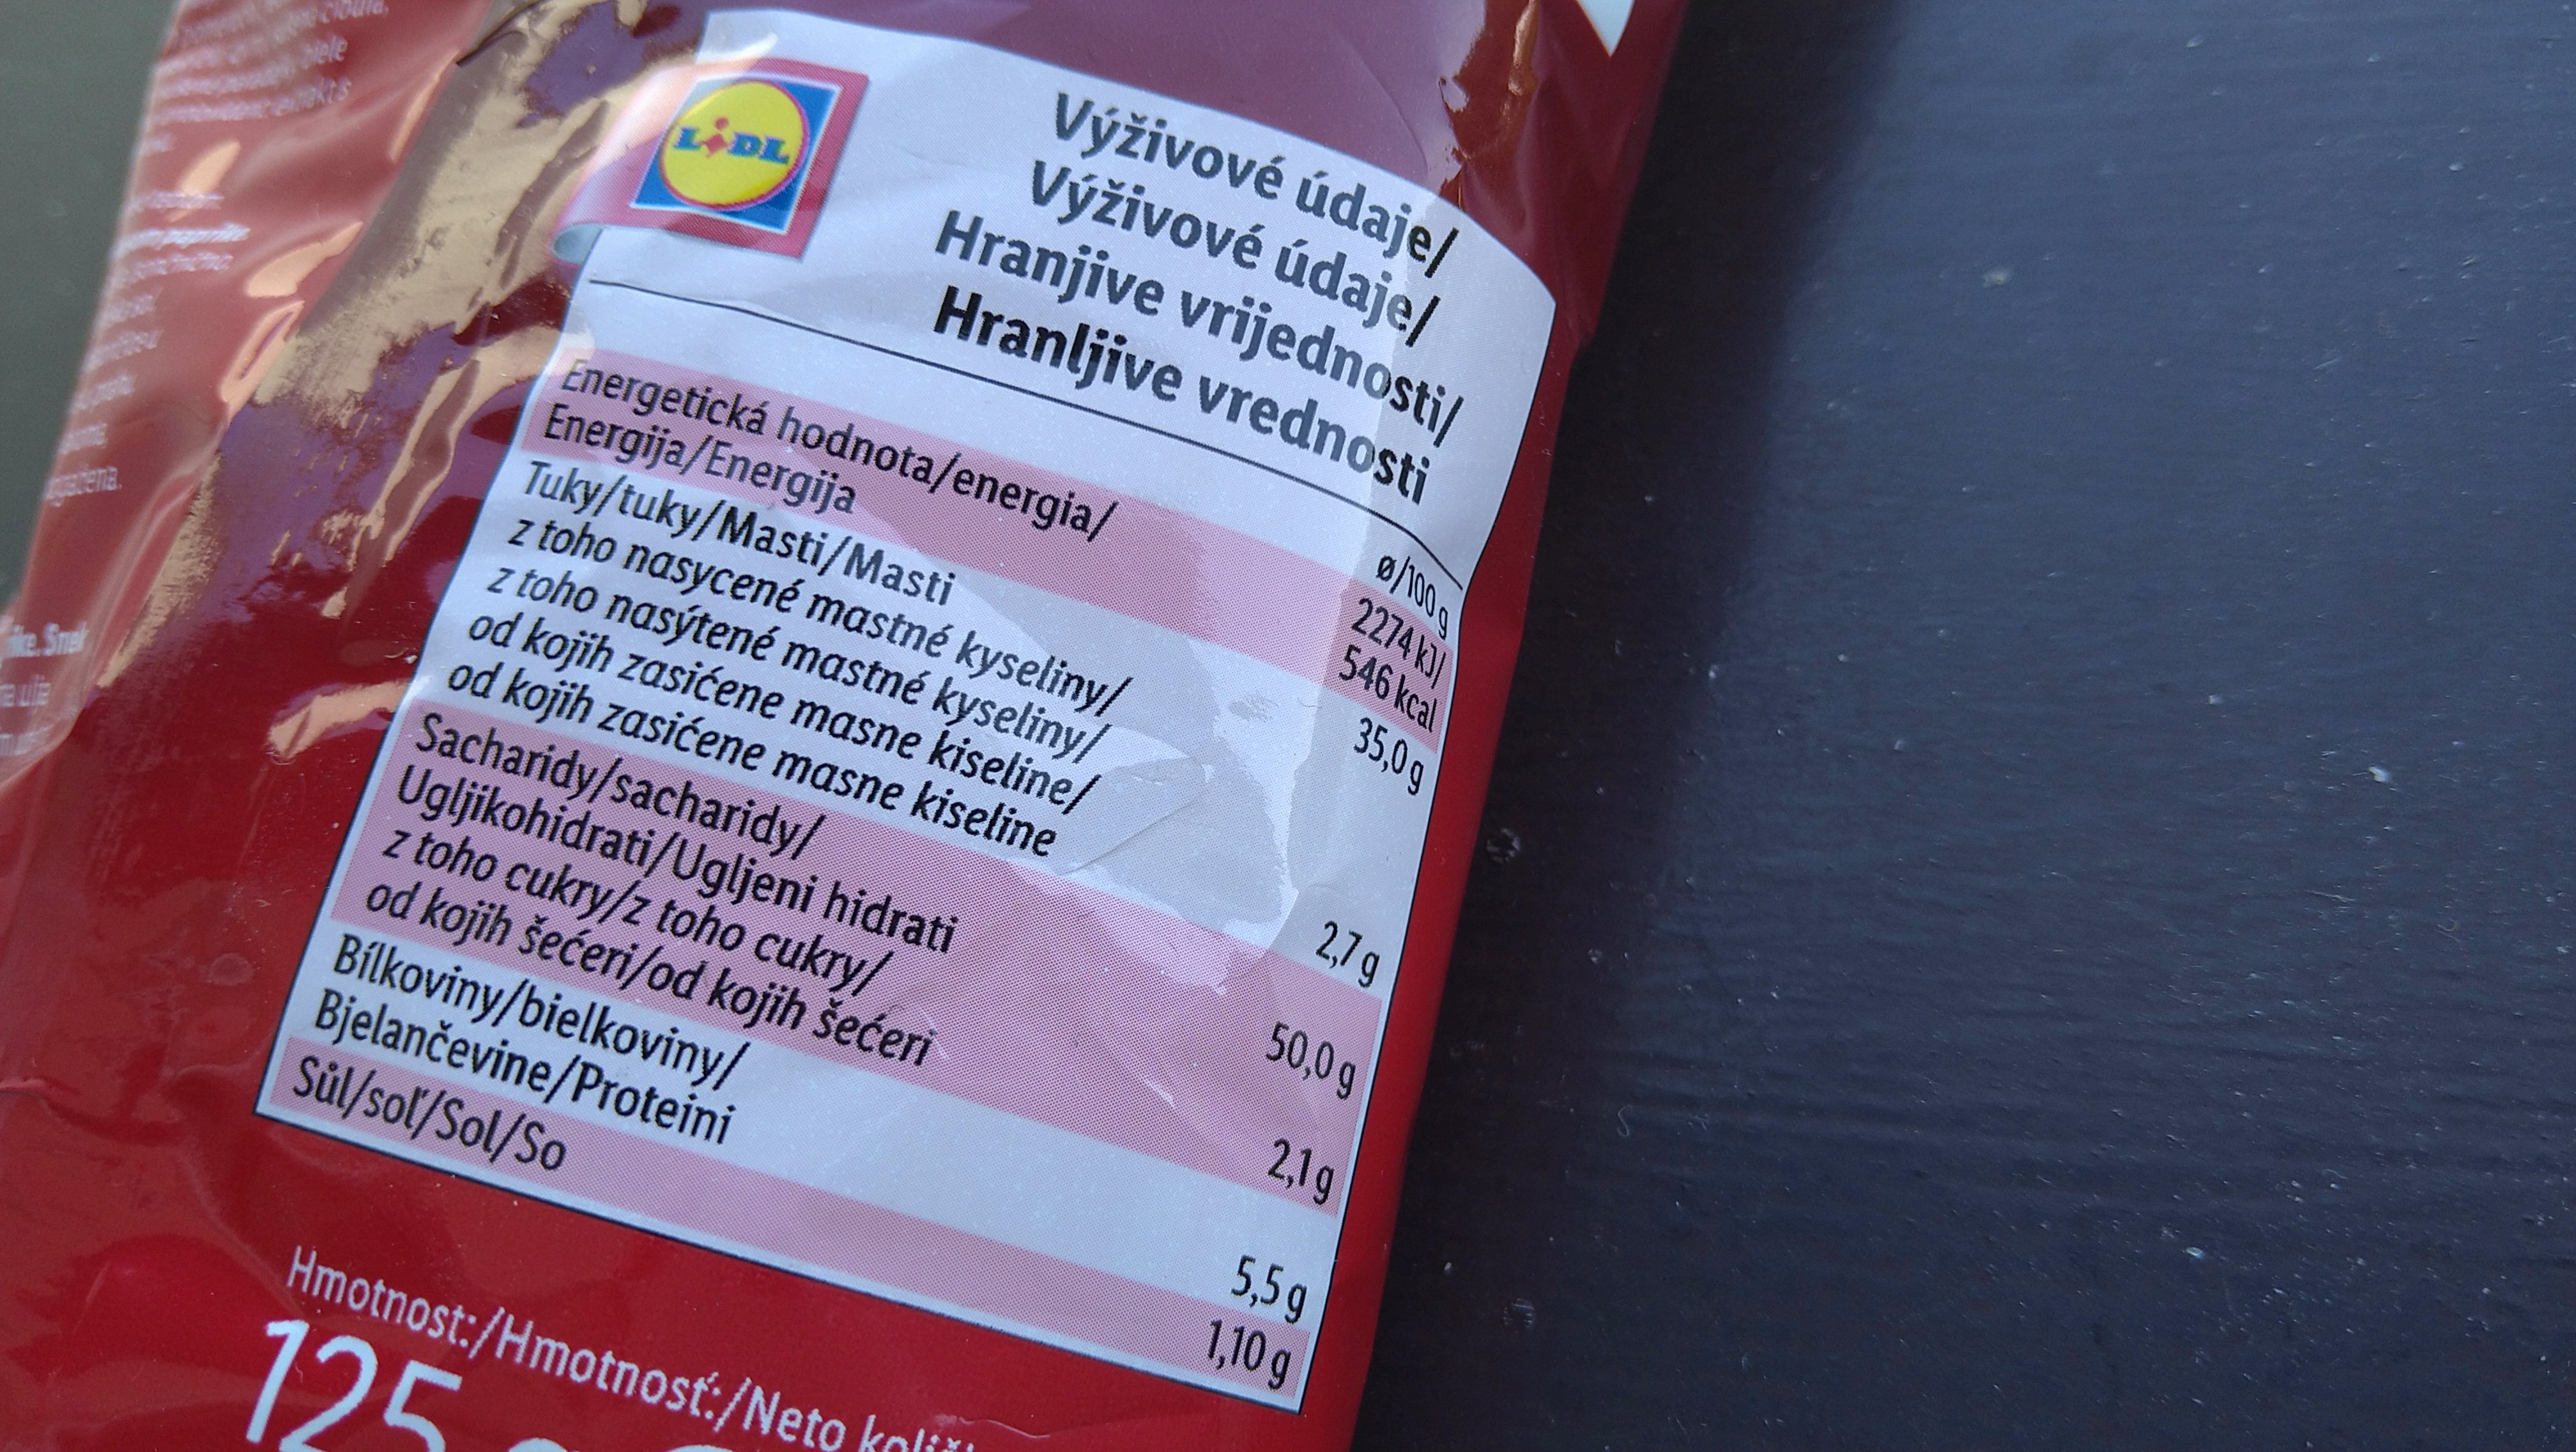 LIDL
Výživové údaje/
Výživové údaje/
Hranjive vrijednosti/
Hranljive vrednosti
ø/100 g
Energetická hodnota/energia/
Energija/Energija
2274 kJ/
546 kcal
Tuky/tuky/Masti/Masti
35,0 g
z toho nasycené mastné kyseliny/
z toho nasýtené mastné kyseliny/
od kojih zasićene masne kiseline/
od kojih zasićene masne kiseline
2,7 g
Sacharidy/sacharidy/
Ugljikohidrati/Ugljeni hidrati
50,0 g
z toho cukry/z toho cukry/
od kojih šećeri/od kojih šećeri
2,1 g
Bílkoviny/bielkoviny/
Bjelančevine/Proteini
5,5 g
Sůl/soľ/Sol/So
1,10 g
Hmotnost:/Hmotnosť:/Neto
125